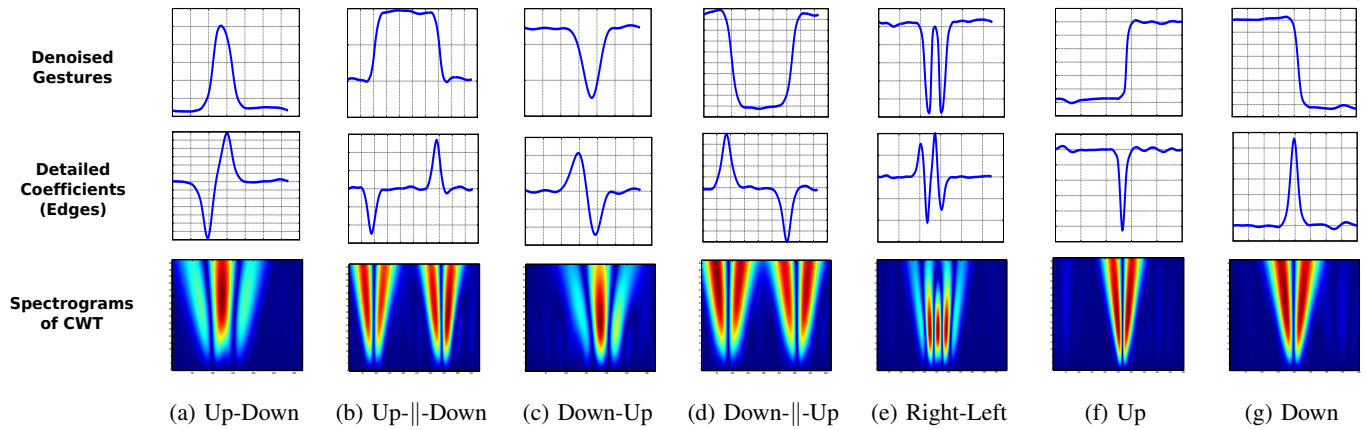 Denoised
Gestures
Detailed
Coefficients
(Edges)
Spectrograms
of CWT
(a) Up-Down
(b) Up-||-Down
(c) Down-Up
(d) Down-||-Up
(e) Right-Left
(f) Up
(g) Down